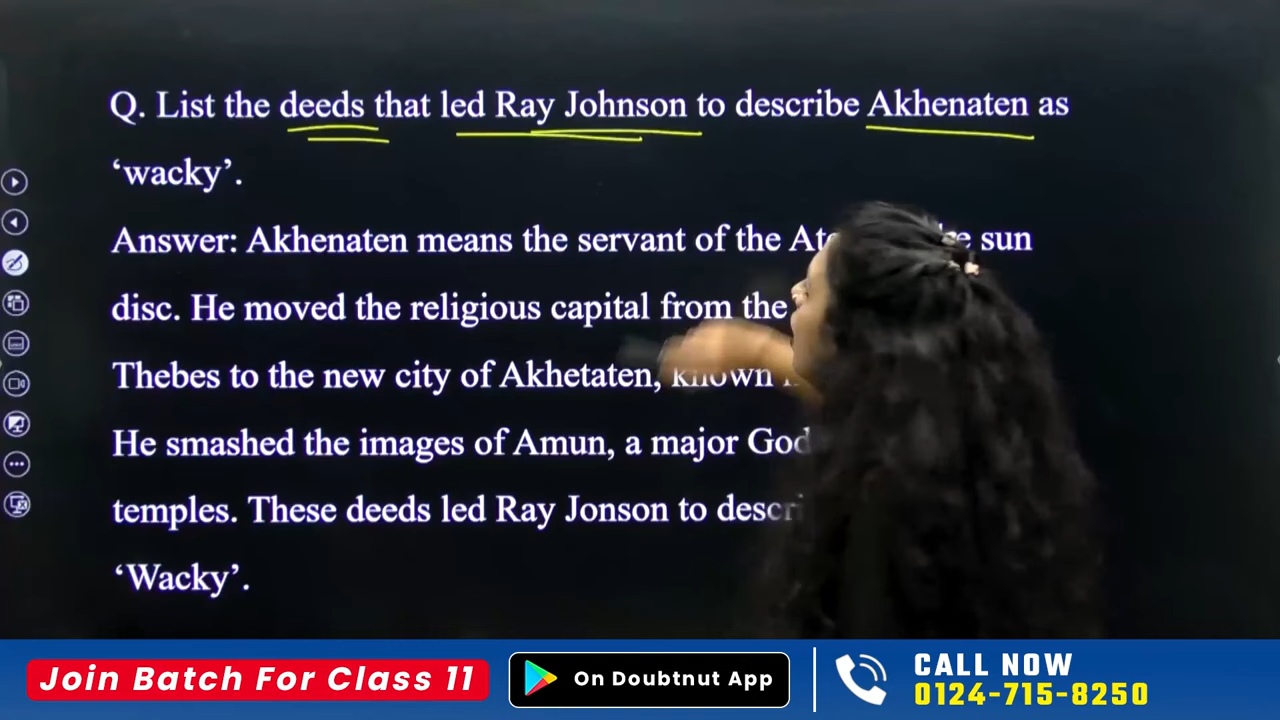 Q. List the deeds that led Ray Johnson to describe Akhenaten as
‘wacky’.
Answer: Akhenaten means the servant of the sun
disc. He moved the religious capital from the
Thebes to the new city of Akhetaten, known
He smashed the images of Amun, a major God
temples. These deeds led Ray Jonson to
‘Wacky’.
Join Batch For Class 11
On Doubtnut App
CALL NOW
0124-715-8250